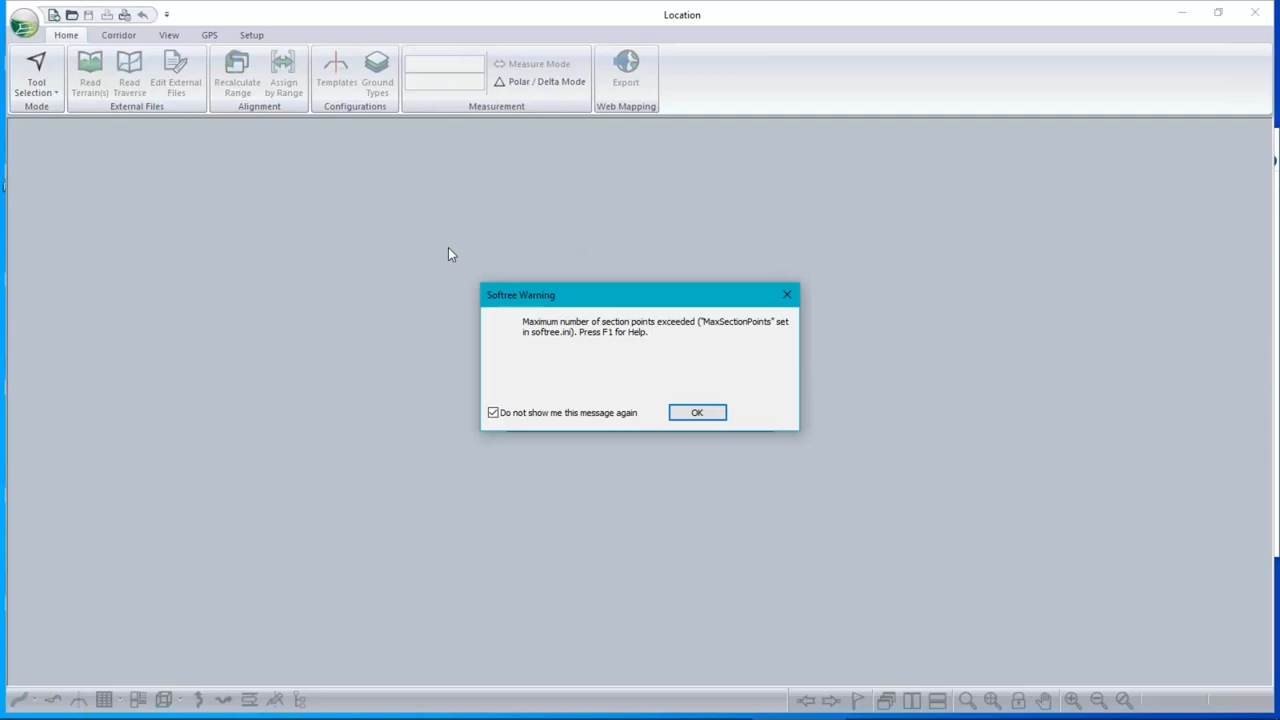 Location
Home Corridor View GPS Setup
Tool
Selection
Mode
Read
Terrain(s)
Read
Traverse
Edit External
Files
External Files
Recalculate
Range
Assign
by Range
Alignment
Templates
Ground
Types
Configurations
Measure Mode
Polar / Delta Mode
Measurement
Export
Web Mapping
Softree Warning
Maximum number of section points exceeded ("MaxSectionPoints" set
in softree.ini). Press F1 for Help.
Do not show me this message again
OK